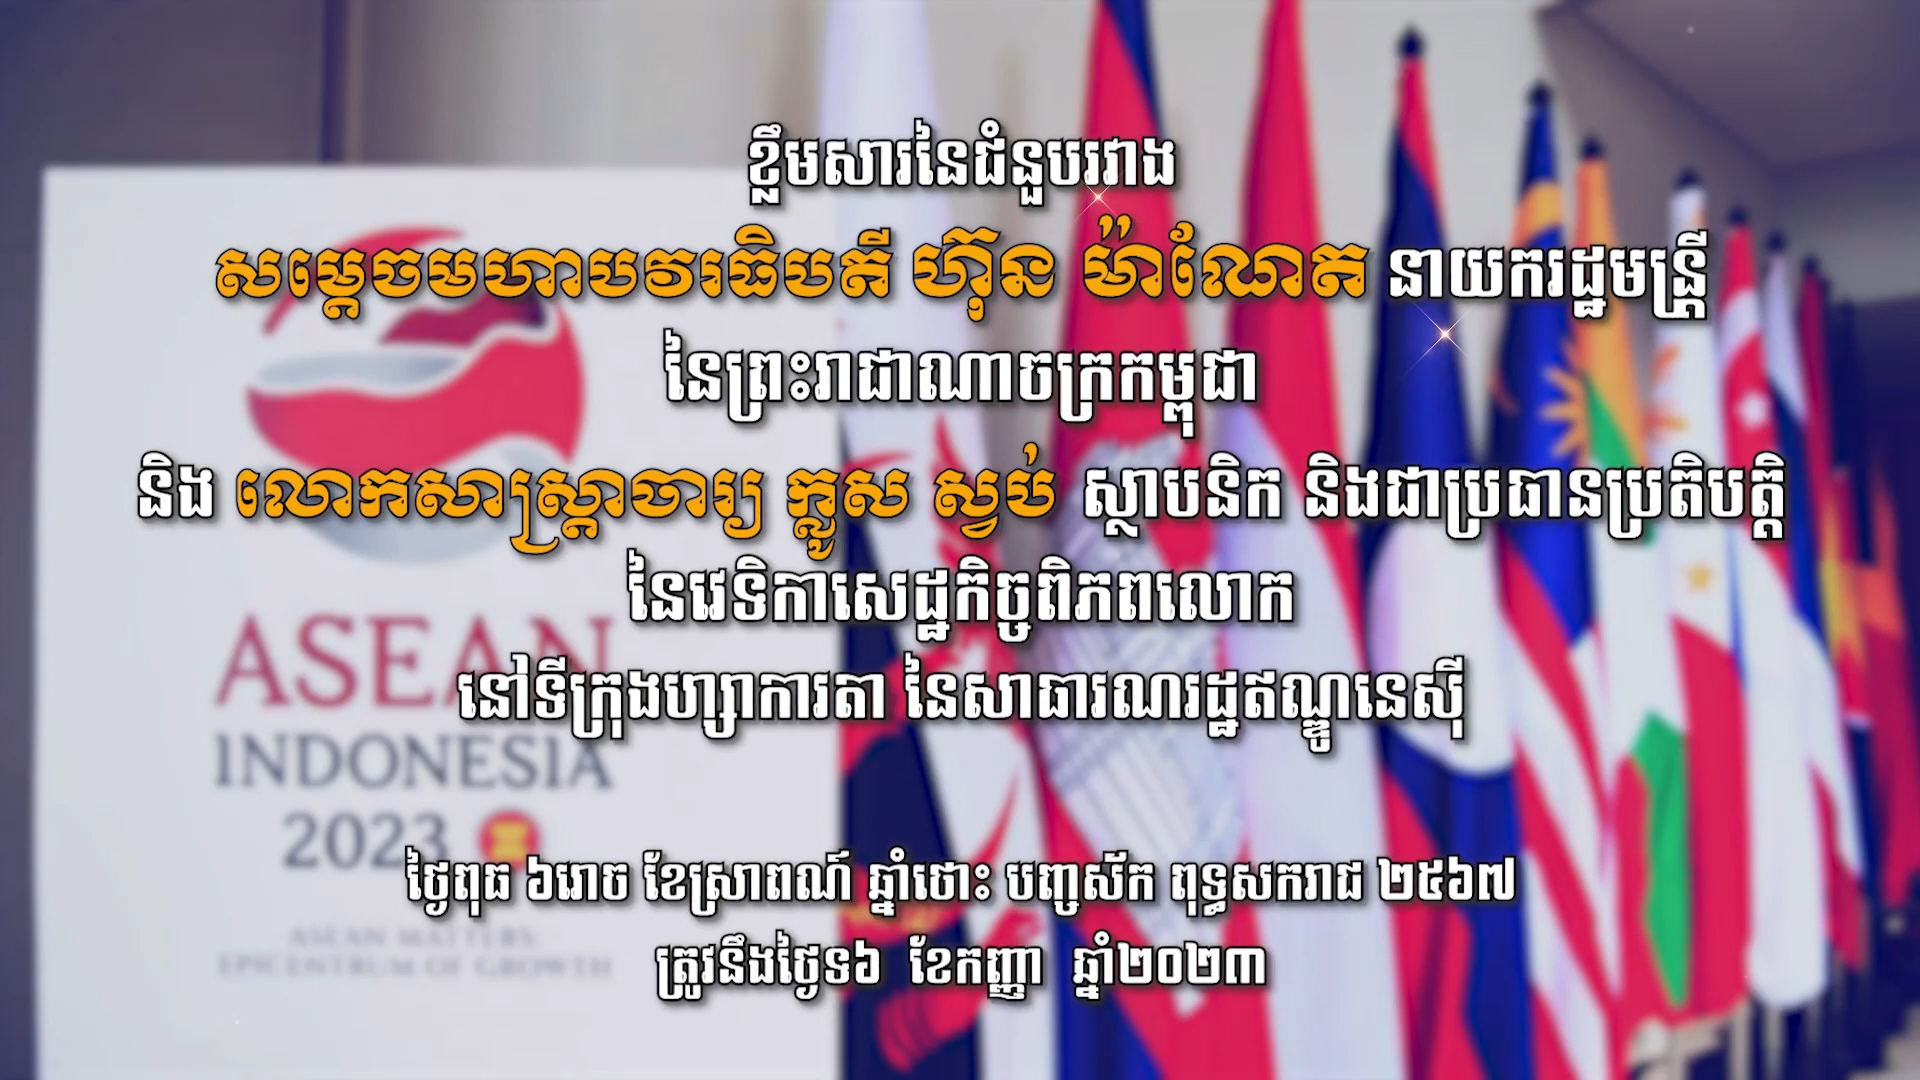 ខ្លឹមសារនៃជំនួបរវាង
សម្តេចមហាបវរធិបតី ហ៊ុន ម៉ាណែត នាយករដ្ឋមន្ត្រី
នៃព្រះរាជាណាចក្រកម្ពុជា
និង លោកសាស្ត្រាចារ្យ ក្លូស ស្វប់ ស្ថាបនិក និងជាប្រធានប្រតិបត្តិ
នៃវេទិកាសេដ្ឋកិច្ចពិភពលោក
នៅទីក្រុងហ្សាការតា នៃសាធារណរដ្ឋឥណ្ឌូនេស៊ី
ថ្ងៃពុធ ៦រោច ខែស្រាពណ៍ ឆ្នាំថោះ បញ្ចស័ក ពុទ្ធសករាជ ២៥៦៧
ត្រូវនឹងថ្ងៃទ៦ ខែកញ្ញា ឆ្នាំ២០២៣
ASEAN
INDONESIA
2023
ASEAN MATTERS:
EPICENTRUM OF GROWTH